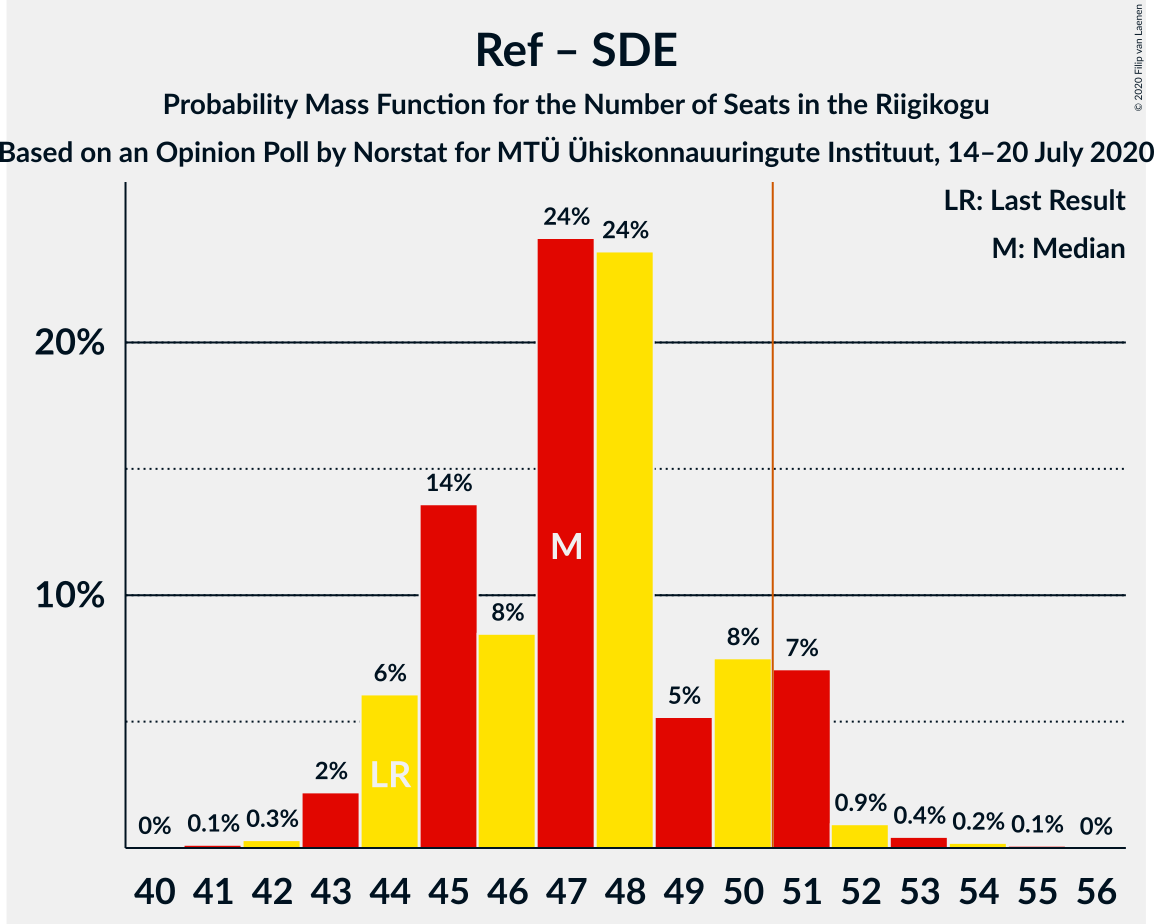 Ref – SDE
Probability Mass Function for the Number of Seats in the Riigikogu
Based on an Opinion Poll by Norstat for MTÜ Ühiskonnauuringute Instituut, 14–20 July 2020
© 2020 Filip van Laenen
LR: Last Result
M: Median
20%
10%
0% 0.1% 0.3% 2% 6% 14% 8% 24% 24% 5% 8% 7% 0.9% 0.4% 0.2% 0.1% 0%
LR M
40 41 42 43 44 45 46 47 48 49 50 51 52 53 54 55 56